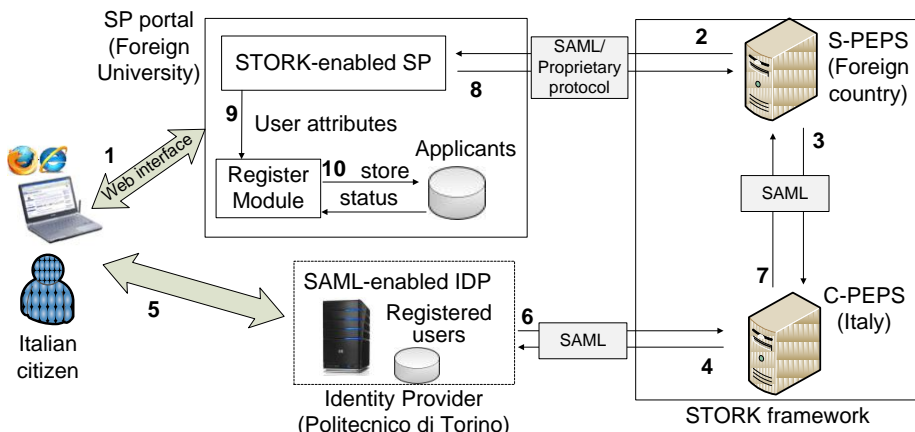 SP portal
(Foreign
University)
STORK-enabled SP
9
User attributes
Register
Module
10 store
status
Applicants
8
SAML/
Proprietary
protocol
2
S-PEPS
(Foreign
country)
3
SAML
7
C-PEPS
(Italy)
STORK framework
1
Web interface
5
Italian
citizen
SAML-enabled IDP
Registered
users
6
SAML
4
Identity Provider
(Politecnico di Torino)